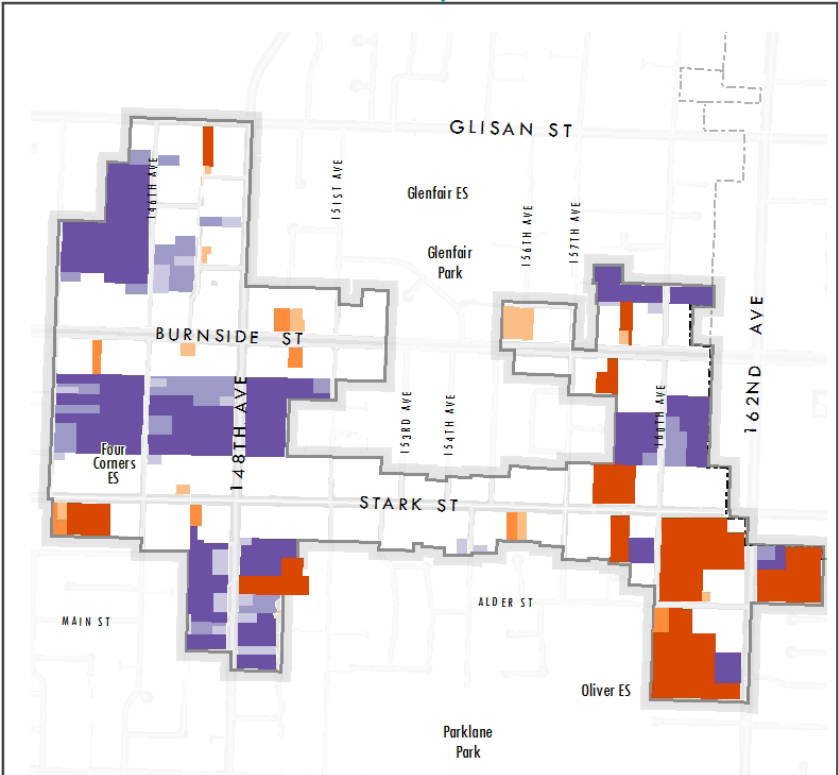 GLISAN ST
146TH AVE
151ST AVE
Glenfair ES
156TH AVE
157TH AVE
Glenfair
Park
BURNSIDE ST
162ND AVE
148TH AVE
153RD AVE
154TH AVE
160TH AVE
Four
Corners
ES
STARK ST
MAIN ST
ALDER ST
Oliver ES
Parklane
Park